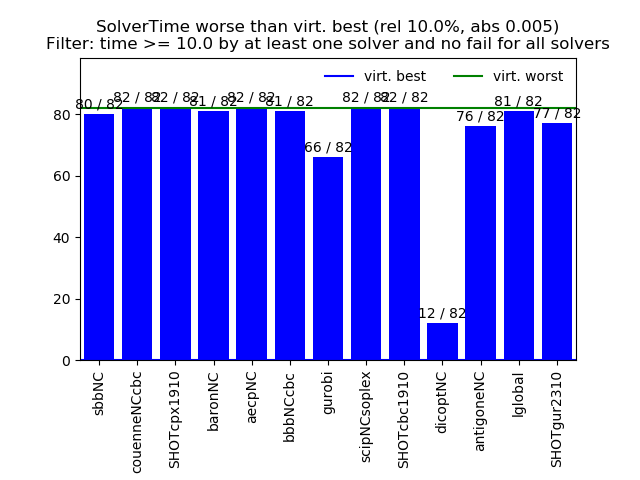 SolverTime worse than virt. best (rel 10.0%, abs 0.005)
Filter: time >= 10.0 by at least one solver and no fail for all solvers
virt. best
virt. worst
80
60
40
20
0
80 / 82
82 / 82
82 / 82
81 / 82
82 / 82
81 / 82
66 / 82
82 / 82
82 / 82
12 / 82
76 / 82
81 / 82
77 / 82
sbbNC
couenneNCcbc
SHOTcpx1910
baronNC
aecpNC
bbbNCcbc
gurobi
scipNCsoplex
SHOTcbc1910
dicoptNC
antigoneNC
lglobal
SHOTgur2310